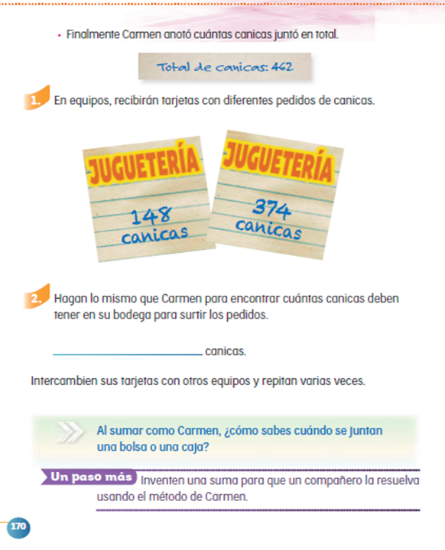 • Finalmente Carmen anotó cuántas canicas juntó en total.
Total de canicas: 462
1. En equipos, recibirán tarjetas con diferentes pedidos de canicas.
JUGUETERÍA
148
canicas
JUGUETERÍA
374
canicas
2. Hagan lo mismo que Carmen para encontrar cuántas canicas deben
tener en su bodega para surtir los pedidos.
canicas.
Intercambien sus tarjetas con otros equipos y repitan varias veces.
Al sumar como Carmen, ¿cómo sabes cuándo se juntan
una bolsa o una caja?
Un paso más Inventen una suma para que un compañero la resuelva
usando el método de Carmen.
170